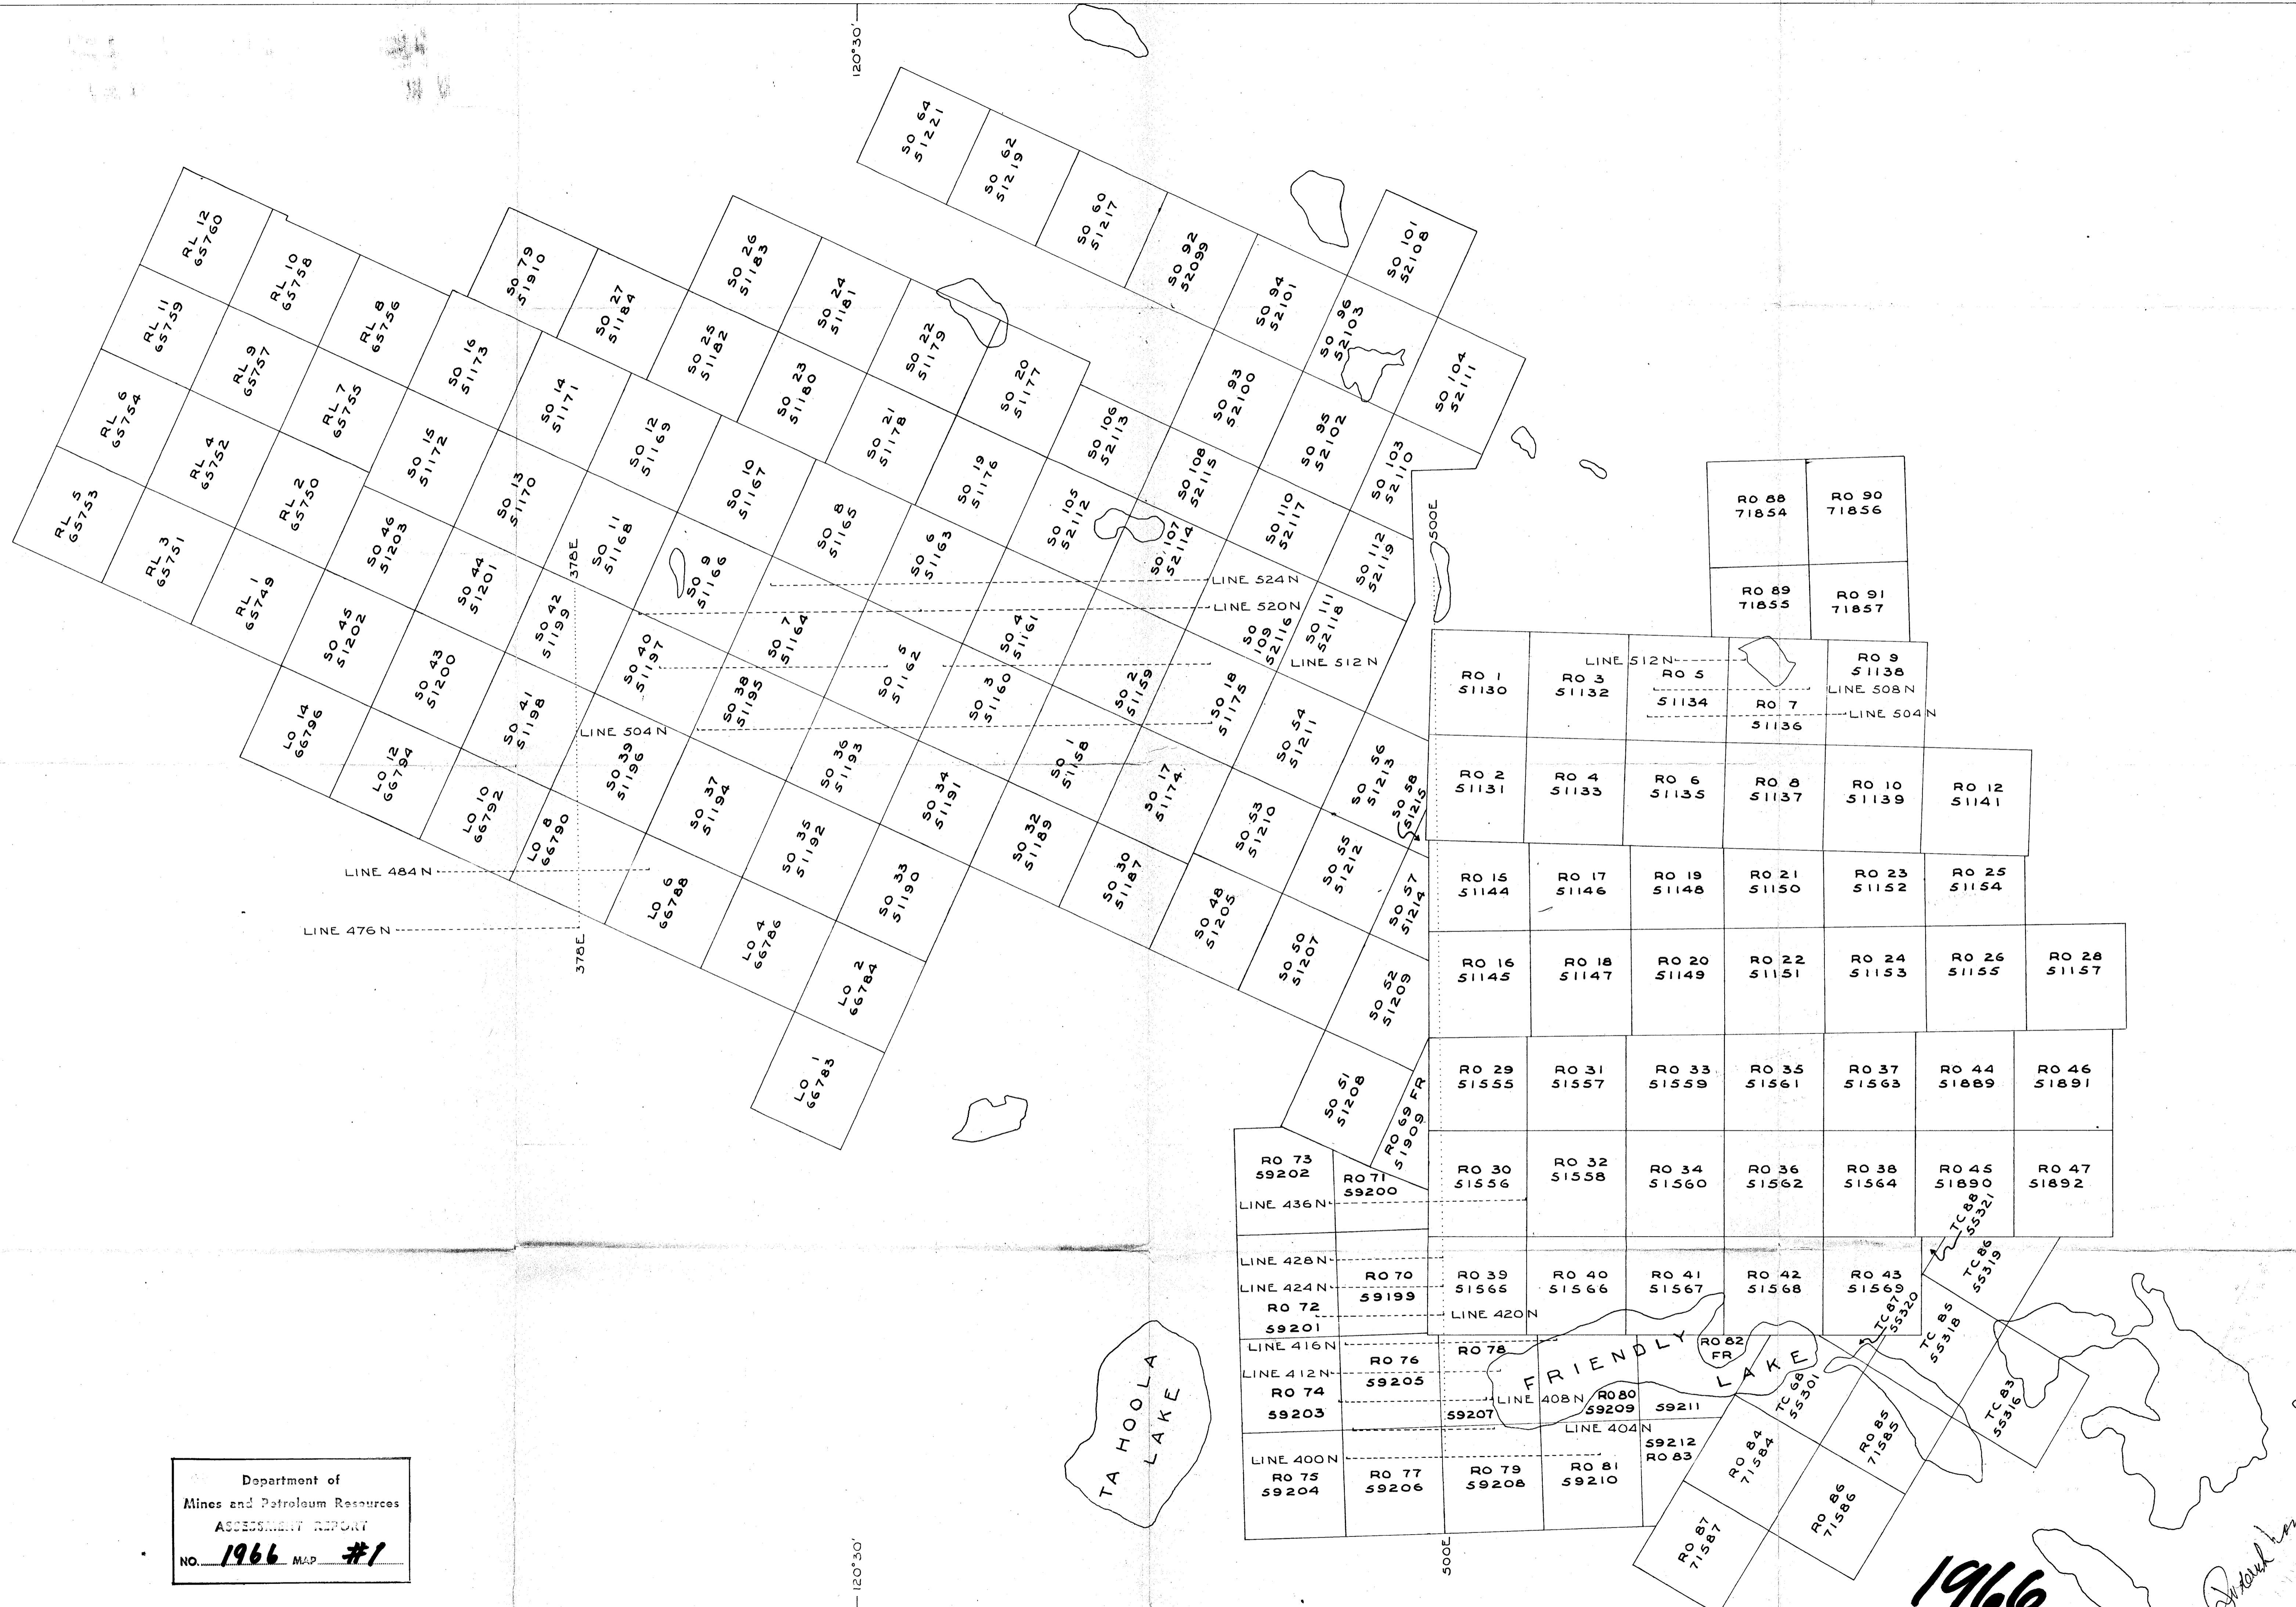 120°30'
SO 64
51221
SO 62
51219
SO 60
51217
SO 92
52099
SO 94
52101
SO 96
52103
SO 101
52108
SO 104
52111
SO 93
52100
SO 95
52102
SO 103
52110
RL 12
65760
RL 10
65758
RL 8
65756
RL 11
65759
RL 9
65757
RL 7
65755
RL 6
65754
RL 4
65752
RL 2
65750
RL 5
65753
RL 3
65751
RL 1
65749
SO 79
51910
SO 27
51184
SO 26
51183
SO 24
51181
SO 22
51179
SO 20
51177
SO 25
51182
SO 23
51180
SO 21
51178
SO 19
51176
SO 106
52113
SO 108
52115
SO 110
52117
SO 112
52119
SO 105
52112
SO 107
52114
SO
109
52116
SO 111
52118
SO 16
51173
SO 14
51171
SO 12
51169
SO 10
51167
SO 8
51165
SO 6
51163
SO 4
51161
SO 2
51159
SO 18
51175
SO 15
51172
SO 13
51170
SO 11
51168
SO 9
51166
SO 7
51164
SO 5
51162
SO 3
51160
SO 1
51158
SO 17
51174
SO 46
51203
SO 44
51201
SO 42
51199
SO 40
51197
SO 38
51195
SO 36
51193
SO 34
51191
SO 32
51189
SO 30
51187
SO 45
51202
SO 43
51200
SO 41
51198
SO 39
51196
SO 37
51194
SO 35
51192
SO 33
51190
SO 54
51211
SO 56
51213
SO 58
51215
SO 53
51210
SO 55
51212
SO 57
51214
SO 48
51205
SO 50
51207
SO 52
51209
SO 51
51208
RO 69 FR
51909
LO 14
66796
LO 12
66794
LO 10
66792
LO 8
66790
LO 6
66788
LO 4
66786
LO 2
66784
LO 1
66783
378E
378E
500E
LINE 524 N
LINE 520 N
LINE 512 N
LINE 504 N
LINE 484 N
LINE 476 N
RO 88
71854
RO 90
71856
RO 89
71855
RO 91
71857
RO 1
51130
RO 3
51132
LINE 512 N
RO 5
51134
RO 7
51136
RO 9
51138
LINE 508 N
LINE 504 N
RO 2
51131
RO 4
51133
RO 6
51135
RO 8
51137
RO 10
51139
RO 12
51141
RO 15
51144
RO 17
51146
RO 19
51148
RO 21
51150
RO 23
51152
RO 25
51154
RO 16
51145
RO 18
51147
RO 20
51149
RO 22
51151
RO 24
51153
RO 26
51155
RO 28
51157
RO 29
51555
RO 31
51557
RO 33
51559
RO 35
51561
RO 37
51563
RO 44
51889
RO 46
51891
RO 73
59202
RO 71
59200
LINE 436 N
RO 30
51556
RO 32
51558
RO 34
51560
RO 36
51562
RO 38
51564
RO 45
51890
RO 47
51892
LINE 428 N
LINE 424 N
RO 72
59201
RO 70
59199
RO 39
51565
LINE 420 N
RO 40
51566
RO 41
51567
RO 42
51568
RO 43
51569
TC 88
55321
TC 86
55319
TC 87
55320
TC 85
55318
TC 83
55316
TC 68
55301
LINE 416 N
LINE 412 N
RO 74
59203
RO 76
59205
RO 78
59207
LINE 408 N
RO 80
59209
59211
RO 82
FR
FRIENDLY
LAKE
LINE 404 N
59212
RO 83
LINE 400 N
RO 75
59204
RO 77
59206
RO 79
59208
RO 81
59210
RO 84
71584
RO 85
71585
RO 86
71586
RO 87
71587
TA HOOLA
LAKE
500E
120°30'
Department of
Mines and Petroleum Resources
ASSESSMENT REPORT
NO. 1966 MAP #1
1966